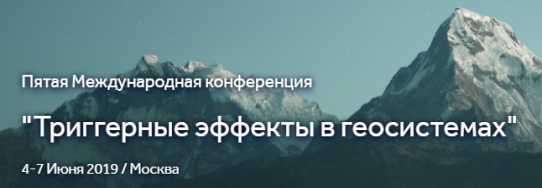 Пятая Международная конференция
"Триггерные эффекты в геосистемах"
4-7 Июня 2019 / Москва